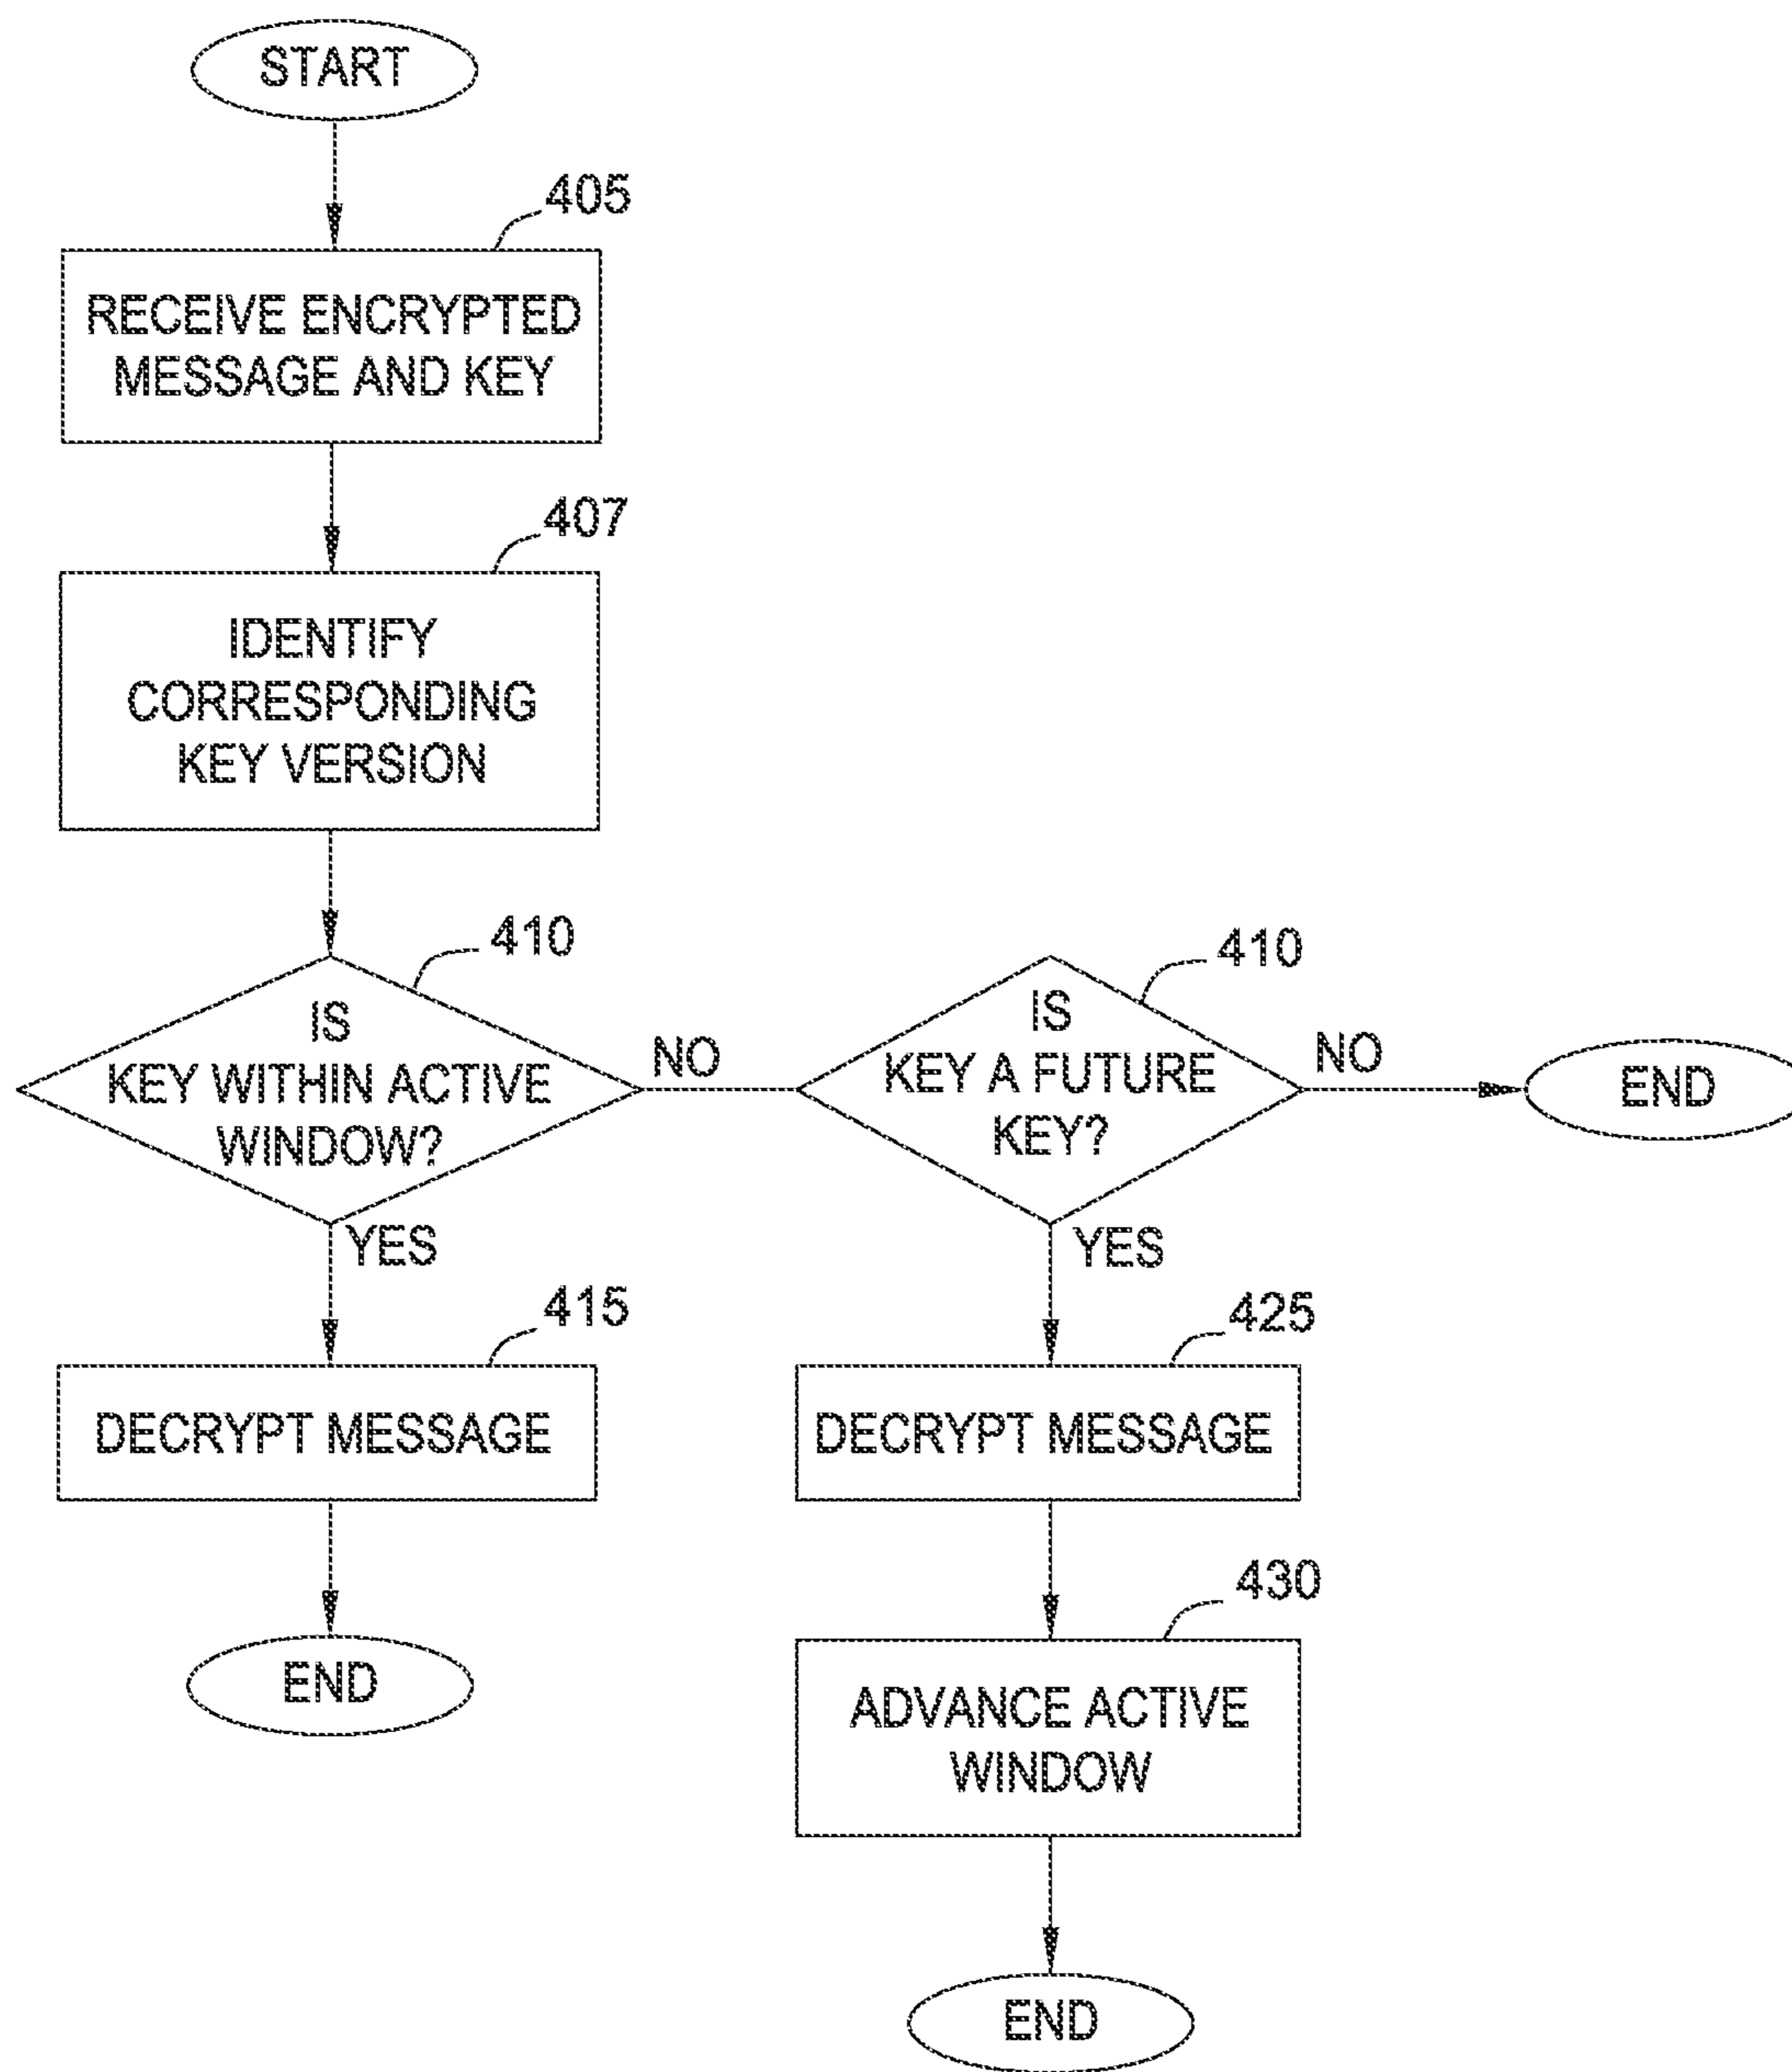 START
405
RECEIVE ENCRYPTED
MESSAGE AND KEY
407
IDENTIFY
CORRESPONDING
KEY VERSION
410
IS
KEY WITHIN ACTIVE
WINDOW?
NO
410
IS
KEY A FUTURE
KEY?
NO
END
YES
YES
415
DECRYPT MESSAGE
425
DECRYPT MESSAGE
END
430
ADVANCE ACTIVE
WINDOW
END